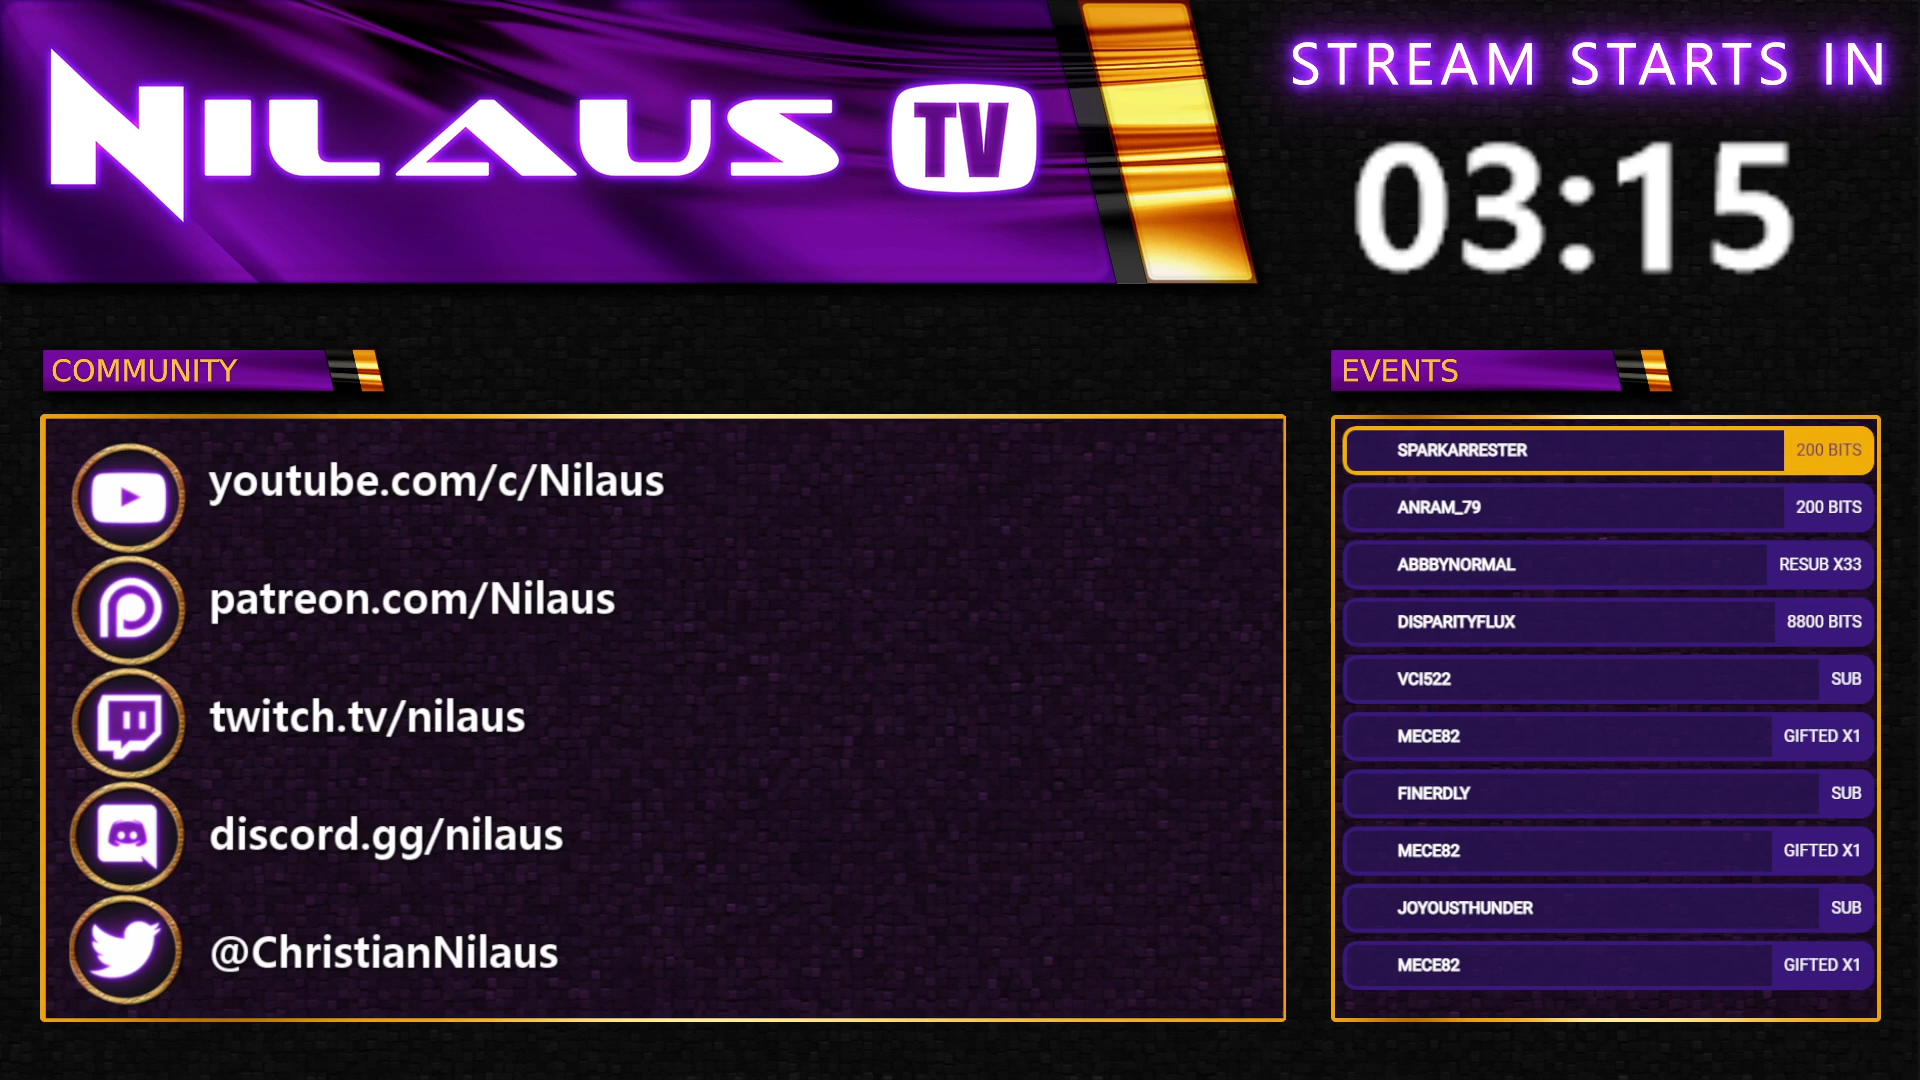 NILAUS TV
STREAM STARTS IN
03:15
COMMUNITY
youtube.com/c/Nilaus
patreon.com/Nilaus
twitch.tv/nilaus
discord.gg/nilaus
@ChristianNilaus
EVENTS
SPARKARRESTER 200 BITS
ANRAM_79 200 BITS
ABBBYNORMAL RESUB X33
DISPARITYFLUX 8800 BITS
VCI522 SUB
MECE82 GIFTED X1
FINERDLY SUB
MECE82 GIFTED X1
JOYOUSTHUNDER SUB
MECE82 GIFTED X1